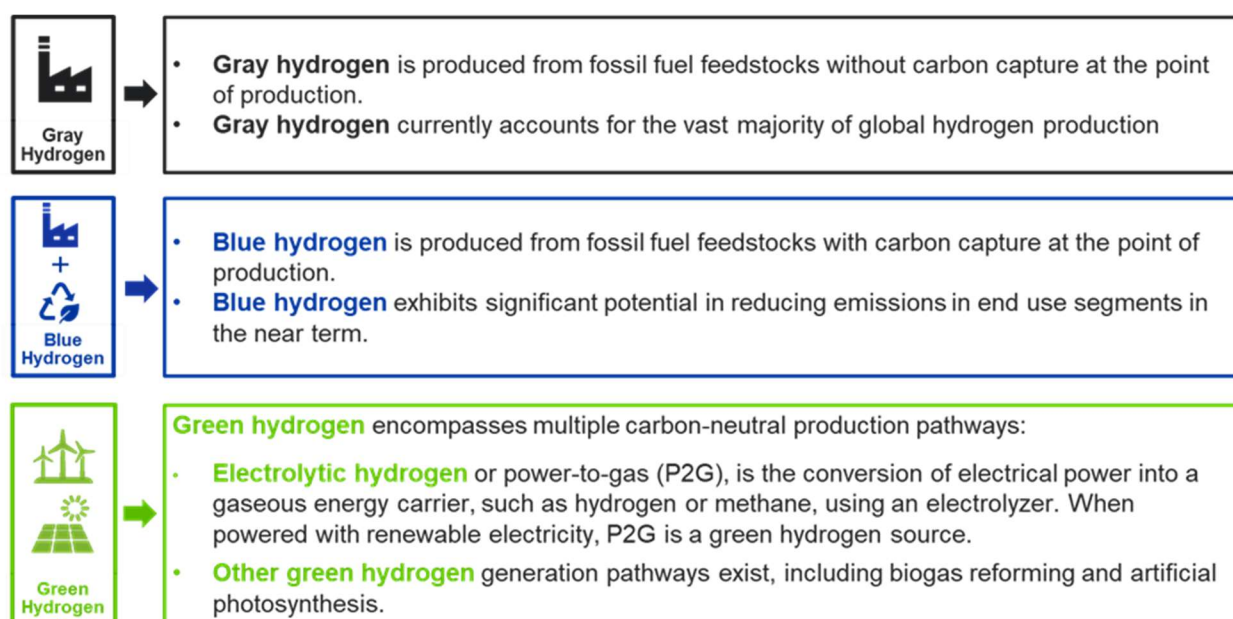 Gray
Hydrogen
• Gray hydrogen is produced from fossil fuel feedstocks without carbon capture at the point
of production.
• Gray hydrogen currently accounts for the vast majority of global hydrogen production
+
Blue
Hydrogen
• Blue hydrogen is produced from fossil fuel feedstocks with carbon capture at the point of
production.
• Blue hydrogen exhibits significant potential in reducing emissions in end use segments in
the near term.
Green
Hydrogen
Green hydrogen encompasses multiple carbon-neutral production pathways:
• Electrolytic hydrogen or power-to-gas (P2G), is the conversion of electrical power into a
gaseous energy carrier, such as hydrogen or methane, using an electrolyzer. When
powered with renewable electricity, P2G is a green hydrogen source.
• Other green hydrogen generation pathways exist, including biogas reforming and artificial
photosynthesis.